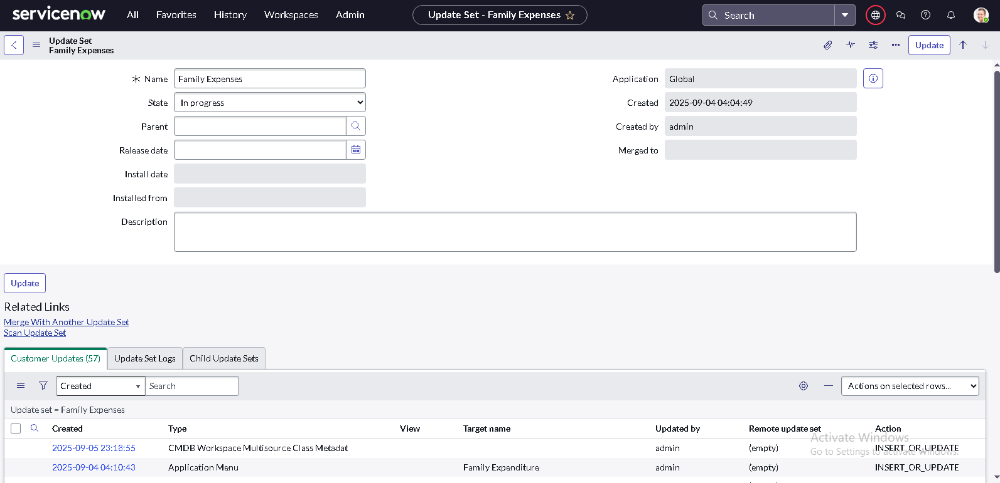 servicenow All Favorites History Workspaces Admin Update Set - Family Expenses Search
Update Set
Family Expenses
Update
Name Family Expenses
Application Global
State In progress
Created 2025-09-04 04:04:49
Parent
Created by admin
Release date
Merged to
Install date
Installed from
Description
Update
Related Links
Merge With Another Update Set
Scan Update Set
Customer Updates (57) Update Set Logs Child Update Sets
Created Search Actions on selected rows...
Update set = Family Expenses
Created Type View Target name Updated by Remote update set Action
Activate Windows
2025-09-05 23:18:55 CMDB Workspace Multisource Class Metadat admin (empty) INSERT_OR_UPDATE
Go to Settings to activate Windows.
2025-09-04 04:10:43 Application Menu Family Expenditure admin (empty) INSERT_OR_UPDATE